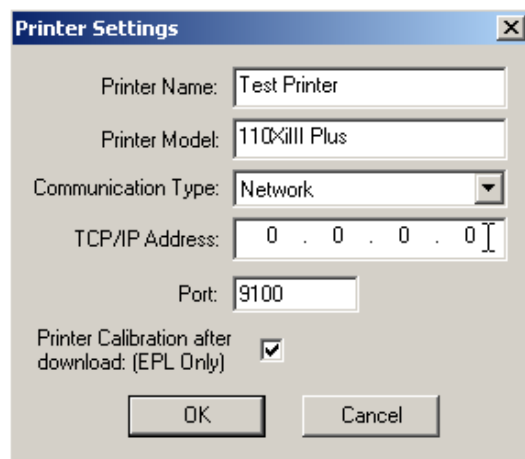 Printer Settings
Printer Name: Test Printer
Printer Model: 110XiIII Plus
Communication Type: Network
TCP/IP Address: 0 . 0 . 0 . 0
Port: 9100
Printer Calibration after
download: (EPL Only)
OK Cancel